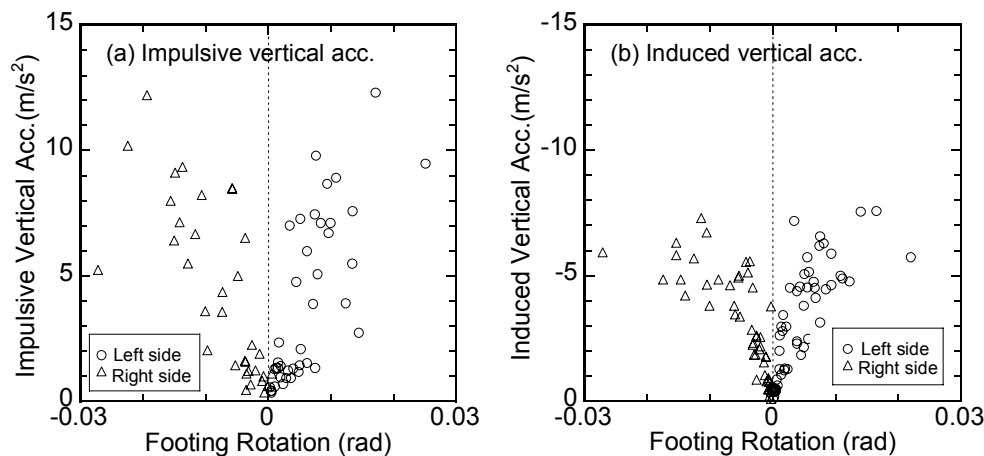 (a) Impulsive vertical acc.
Impulsive Vertical Acc.(m/s²)
15
10
5
0
-0.03
0
0.03
Footing Rotation (rad)
Left side
Right side
(b) Induced vertical acc.
Induced Vertical Acc.(m/s²)
-15
-10
-5
0
-0.03
0
0.03
Footing Rotation (rad)
Left side
Right side